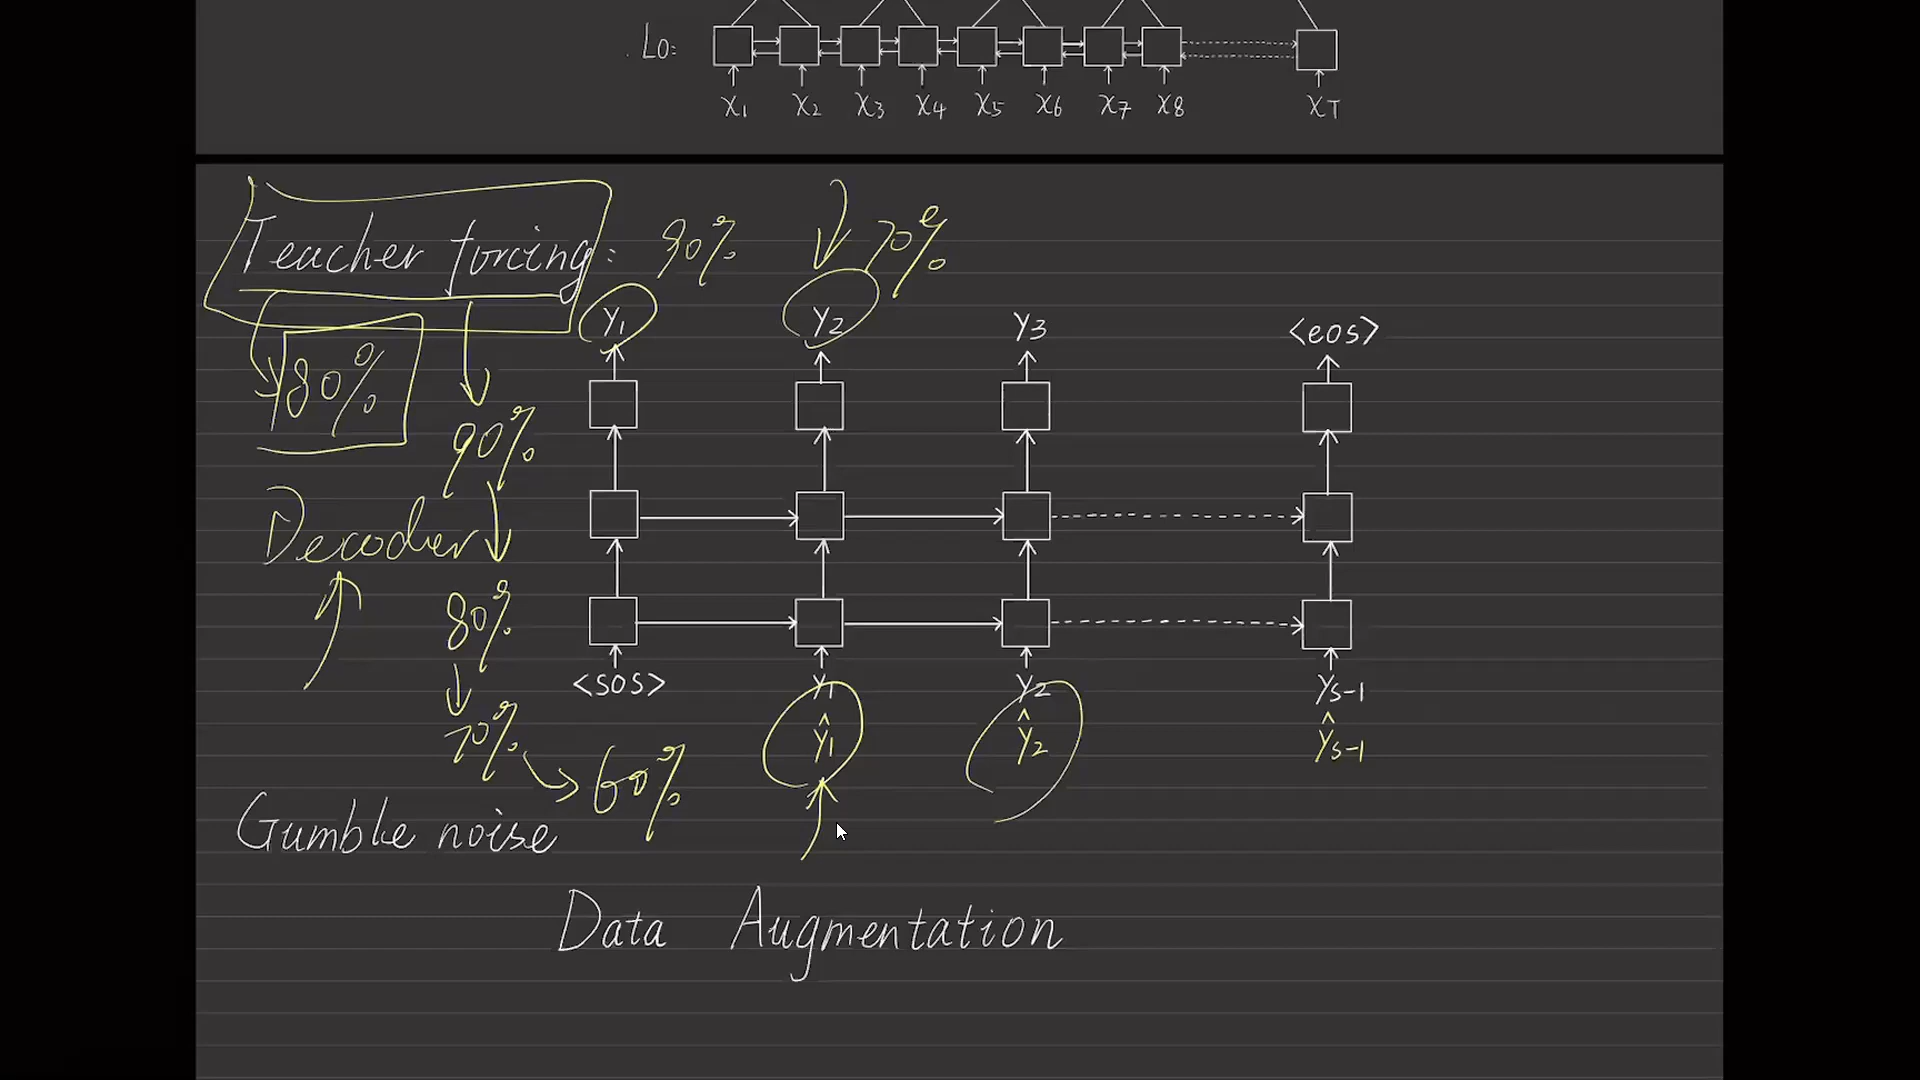 L0:
x1 x2 x3 x4 x5 x6 x7 x8 xT
Teacher forcing: 90% 70%
y1 y2 y3 <eos>
80%
90%
Decoder
80%
<sos> y1 y2 ys-1
70% ŷ1 ŷ2 ŷs-1
60%
Gumble noise
Data Augmentation